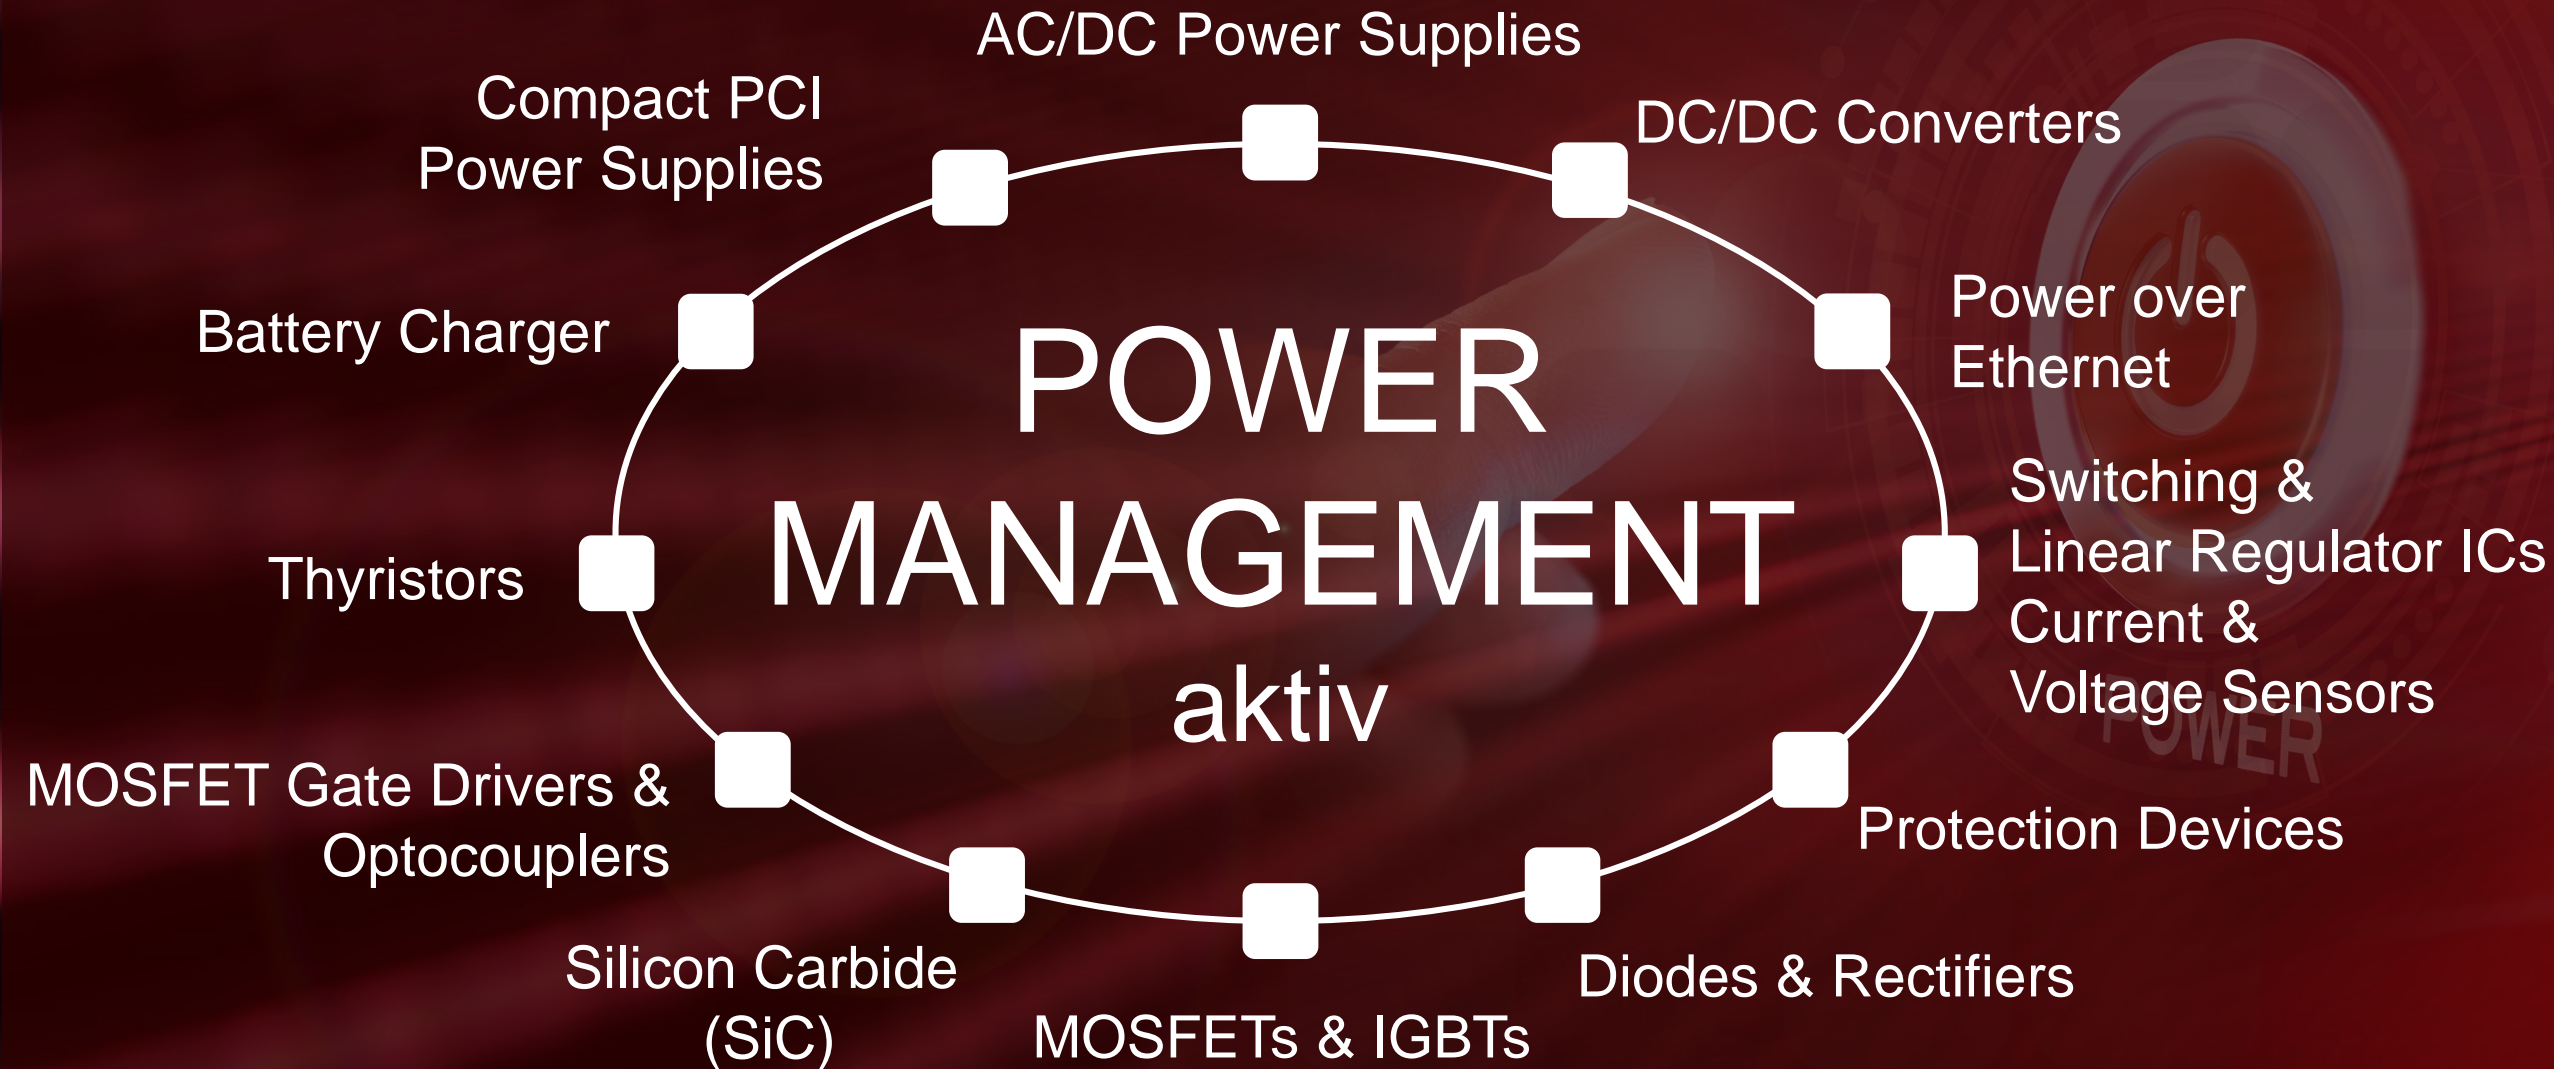 AC/DC Power Supplies
DC/DC Converters
Power over
Ethernet
Switching &
Linear Regulator ICs
Current &
Voltage Sensors
Protection Devices
Diodes & Rectifiers
MOSFETs & IGBTs
Silicon Carbide
(SiC)
MOSFET Gate Drivers &
Optocouplers
Thyristors
Battery Charger
Compact PCI
Power Supplies
POWER
MANAGEMENT
aktiv
POWER